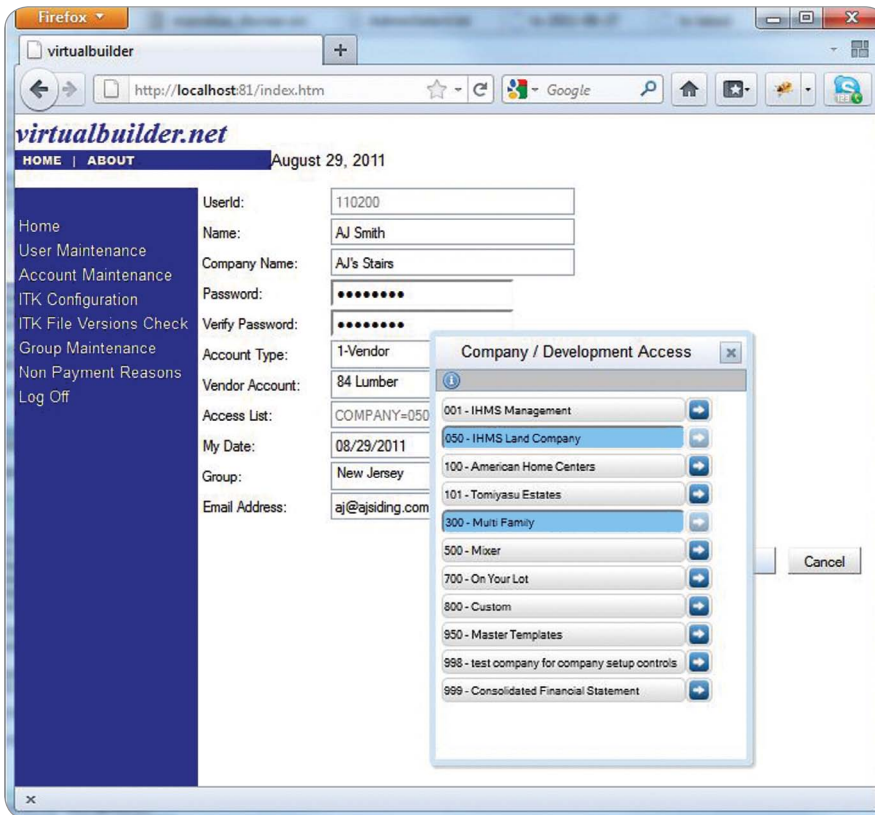 Firefox
virtualbuilder
http://localhost:81/index.htm
Google
virtualbuilder.net
HOME | ABOUT
August 29, 2011
Home
User Maintenance
Account Maintenance
ITK Configuration
ITK File Versions Check
Group Maintenance
Non Payment Reasons
Log Off
UserId: 110200
Name: AJ Smith
Company Name: AJ's Stairs
Password: ••••••••
Verify Password: ••••••••
Account Type: 1-Vendor
Vendor Account: 84 Lumber
Access List: COMPANY=050
My Date: 08/29/2011
Group: New Jersey
Email Address: aj@ajsiding.com
Company / Development Access
001 - IHMS Management
050 - IHMS Land Company
100 - American Home Centers
101 - Tomiyasu Estates
300 - Multi Family
500 - Mixer
700 - On Your Lot
800 - Custom
950 - Master Templates
998 - test company for company setup controls
999 - Consolidated Financial Statement
Cancel